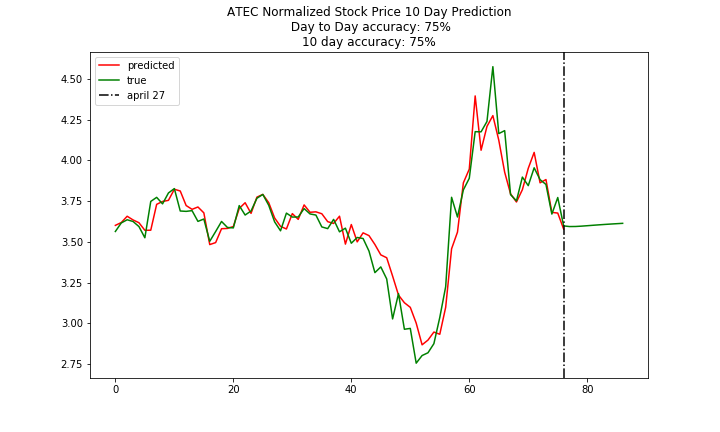 ATEC Normalized Stock Price 10 Day Prediction
Day to Day accuracy: 75%
10 day accuracy: 75%
predicted
true
april 27
4.50
4.25
4.00
3.75
3.50
3.25
3.00
2.75
0 20 40 60 80